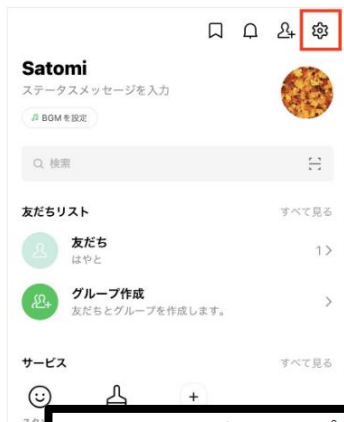 Satomi
ステータスメッセージを入力
BGMを設定
検索
友だちリスト
すべて見る
友だち
はやと
1
グループ作成
友だちとグループを作成します。
サービス
すべて見る